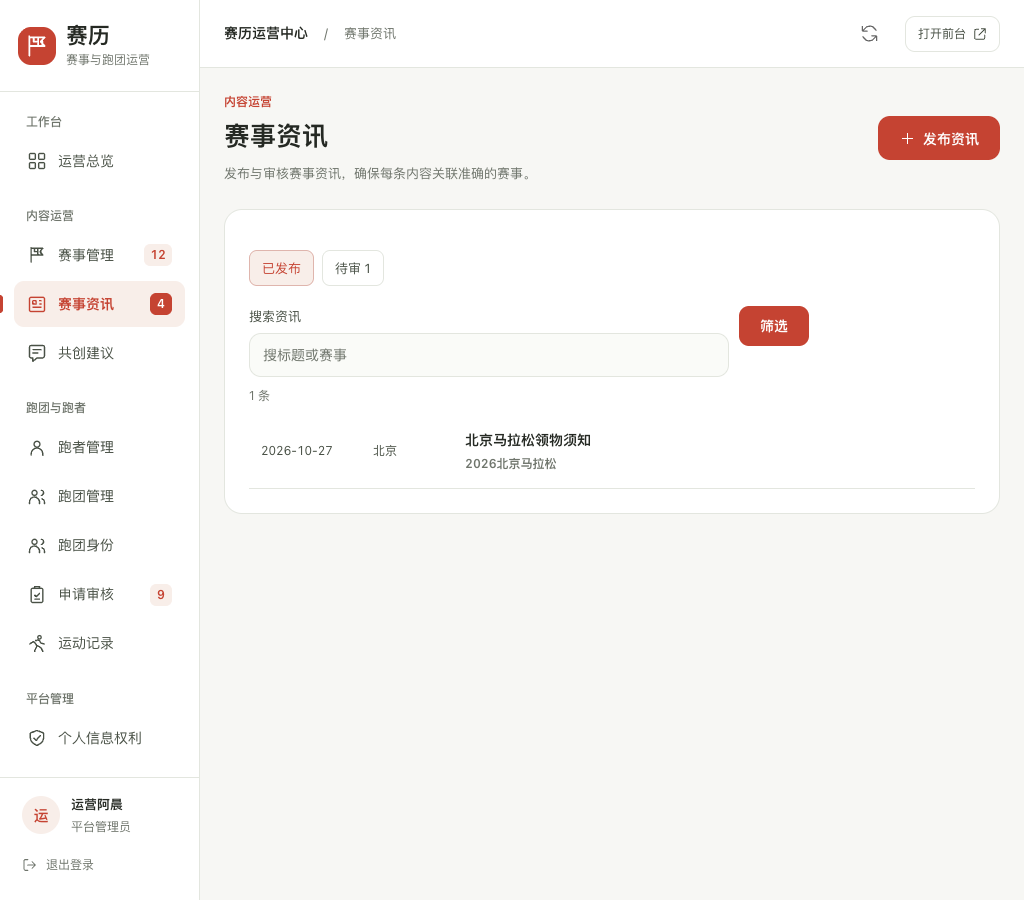 赛历
赛事与跑团运营
工作台
运营总览
内容运营
赛事管理 12
赛事资讯 4
共创建议
跑团与跑者
跑者管理
跑团管理
跑团身份
申请审核 9
运动记录
平台管理
个人信息权利
运
运营阿晨
平台管理员
退出登录
赛历运营中心 / 赛事资讯
打开前台
内容运营
赛事资讯
发布与审核赛事资讯，确保每条内容关联准确的赛事。
发布资讯
已发布 待审 1
搜索资讯
搜标题或赛事
筛选
1 条
2026-10-27 北京 北京马拉松领物须知
2026北京马拉松